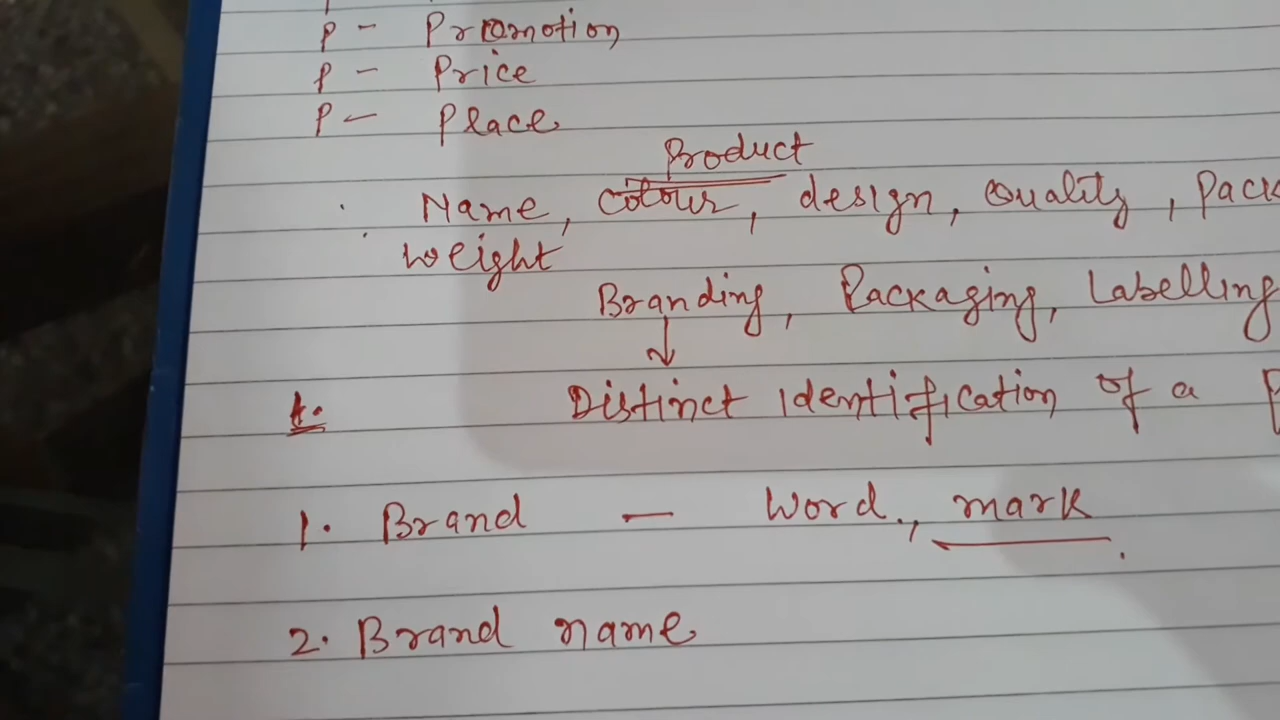 P - Promotion
P - Price
P - Place
Product
Name, colour, design, Quality, Pack
weight
Branding, Packaging, Labelling
Distinct identification of a P
1. Brand - Word, mark
2. Brand name